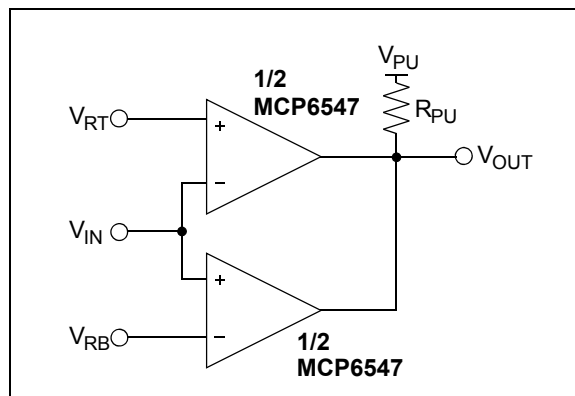 1/2
MCP6547
V_PU
R_PU
V_RT
+
−
V_OUT
V_IN
+
−
V_RB
1/2
MCP6547